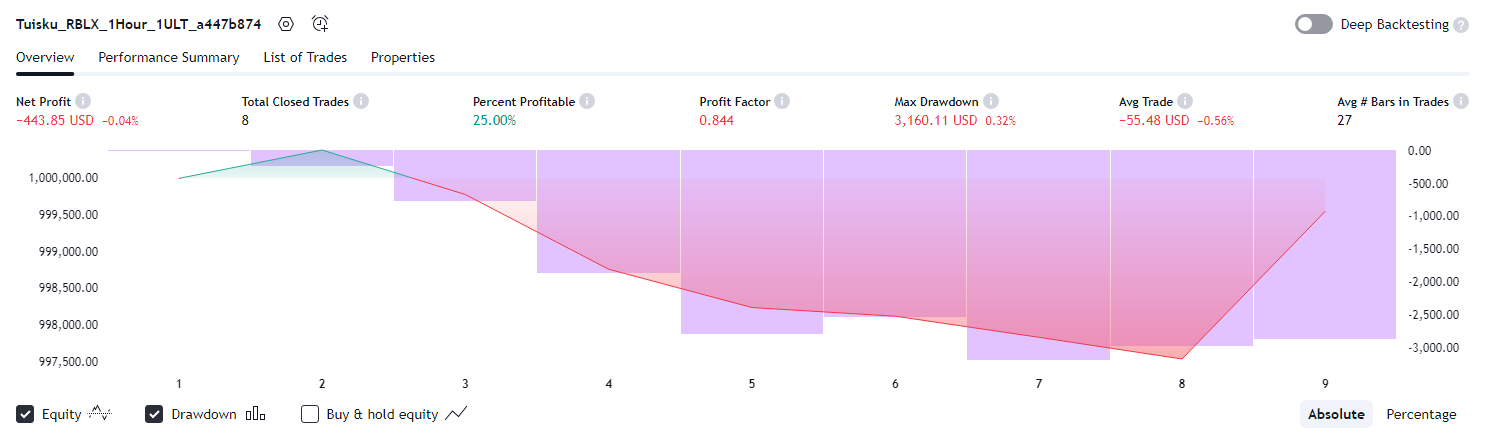 Tuisku_RBLX_1Hour_1ULT_a447b874 Deep Backtesting ?
Overview Performance Summary List of Trades Properties
Net Profit i Total Closed Trades i Percent Profitable i Profit Factor i Max Drawdown i Avg Trade i Avg # Bars in Trades i
−443.85 USD −0.04% 8 25.00% 0.844 3,160.11 USD 0.32% −55.48 USD −0.56% 27
0.00
1,000,000.00 -500.00
999,500.00 -1,000.00
999,000.00 -1,500.00
998,500.00 -2,000.00
998,000.00 -2,500.00
997,500.00 -3,000.00
1 2 3 4 5 6 7 8 9
Equity Drawdown Buy & hold equity Absolute Percentage